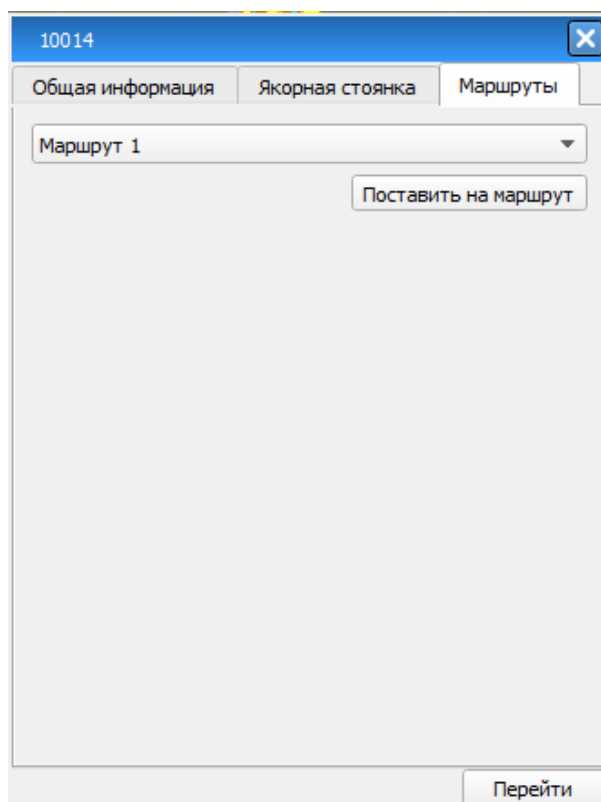 10014
Общая информация Якорная стоянка Маршруты
Маршрут 1
Поставить на маршрут
Перейти